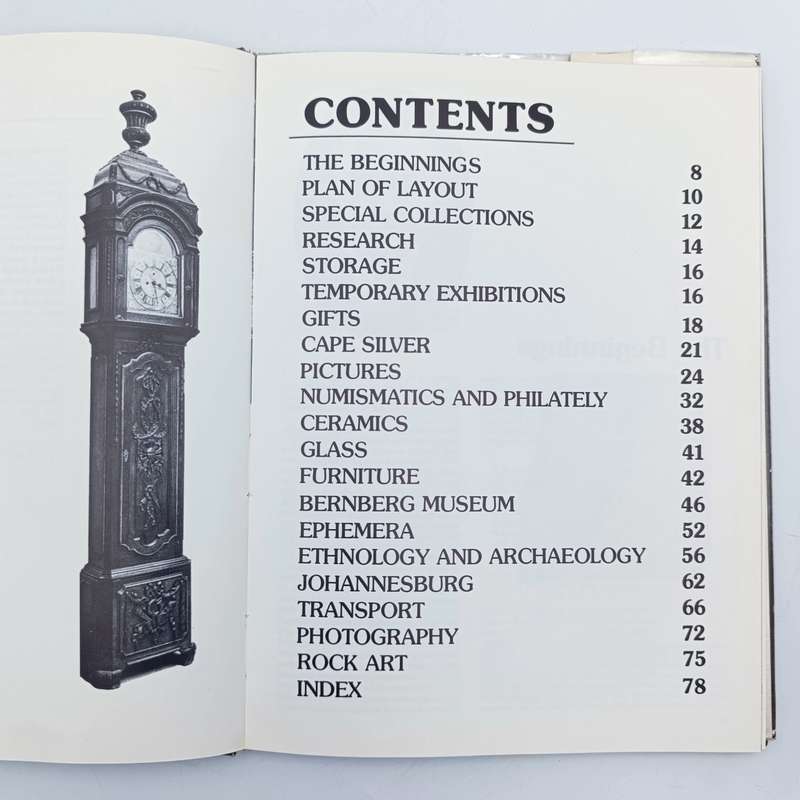 CONTENTS
THE BEGINNINGS 8
PLAN OF LAYOUT 10
SPECIAL COLLECTIONS 12
RESEARCH 14
STORAGE 16
TEMPORARY EXHIBITIONS 16
GIFTS 18
CAPE SILVER 21
PICTURES 24
NUMISMATICS AND PHILATELY 32
CERAMICS 38
GLASS 41
FURNITURE 42
BERNBERG MUSEUM 46
EPHEMERA 52
ETHNOLOGY AND ARCHAEOLOGY 56
JOHANNESBURG 62
TRANSPORT 66
PHOTOGRAPHY 72
ROCK ART 75
INDEX 78